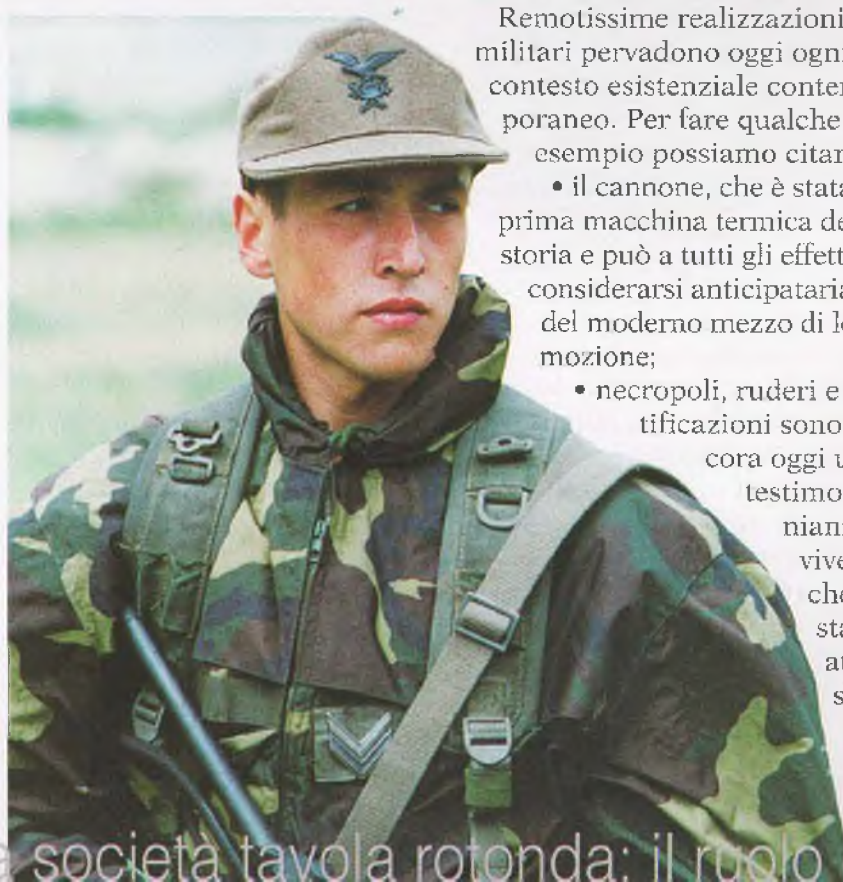 Remotissime realizzazioni
militari pervadono oggi ogni
contesto esistenziale contem
poraneo. Per fare qualche
esempio possiamo citar
• il cannone, che è stata
prima macchina termica de
storia e può a tutti gli effett
considerarsi anticipataria
del moderno mezzo di lo
mozione;
• necropoli, ruderi e
tificazioni sono
cora oggi u
testimo
nian
vive
che
sta
at
s
società tavola rotonda: il ruolo